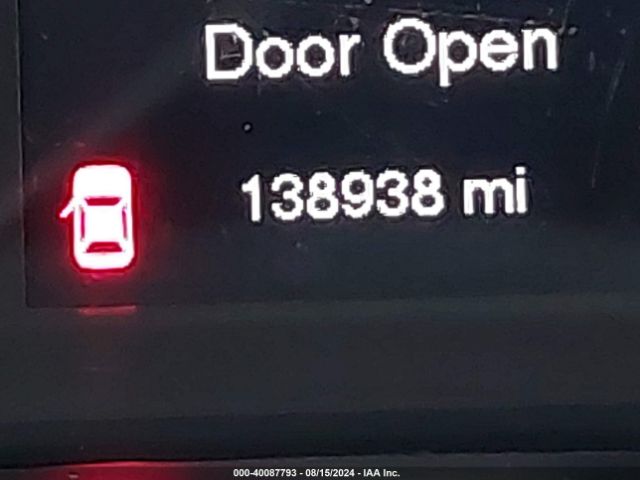 Door Open
138938 mi
000-40087793 - 08/15/2024 - IAA Inc.